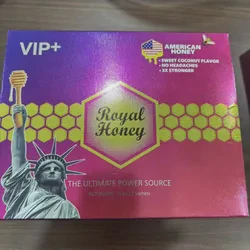 VIP+
AMERICAN
HONEY
• SWEET COCONUT FLAVOR
• NO HEADACHES
• 3X STRONGER
Royal
Honey
THE ULTIMATE POWER SOURCE